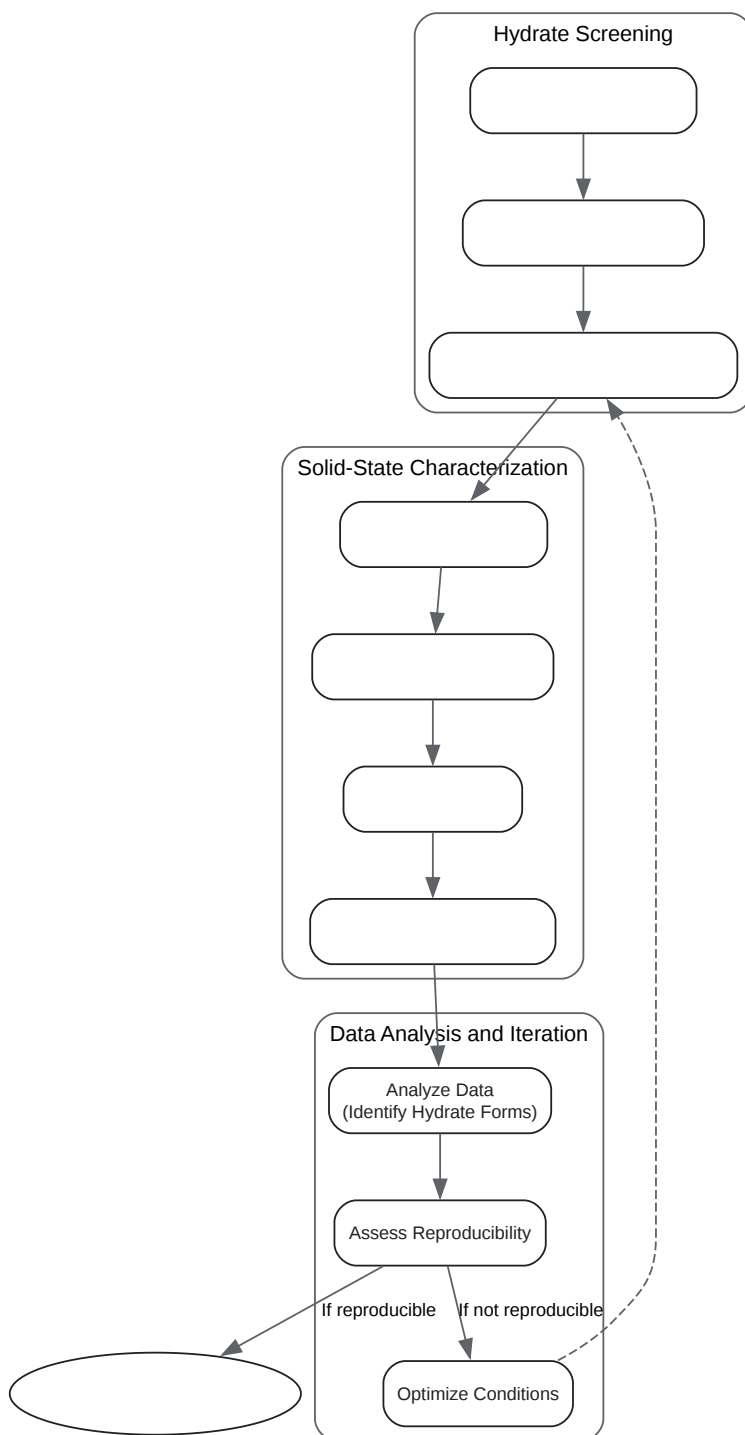 Hydrate Screening
Solid-State Characterization
Data Analysis and Iteration
Analyze Data
(Identify Hydrate Forms)
Assess Reproducibility
If reproducible
If not reproducible
Optimize Conditions